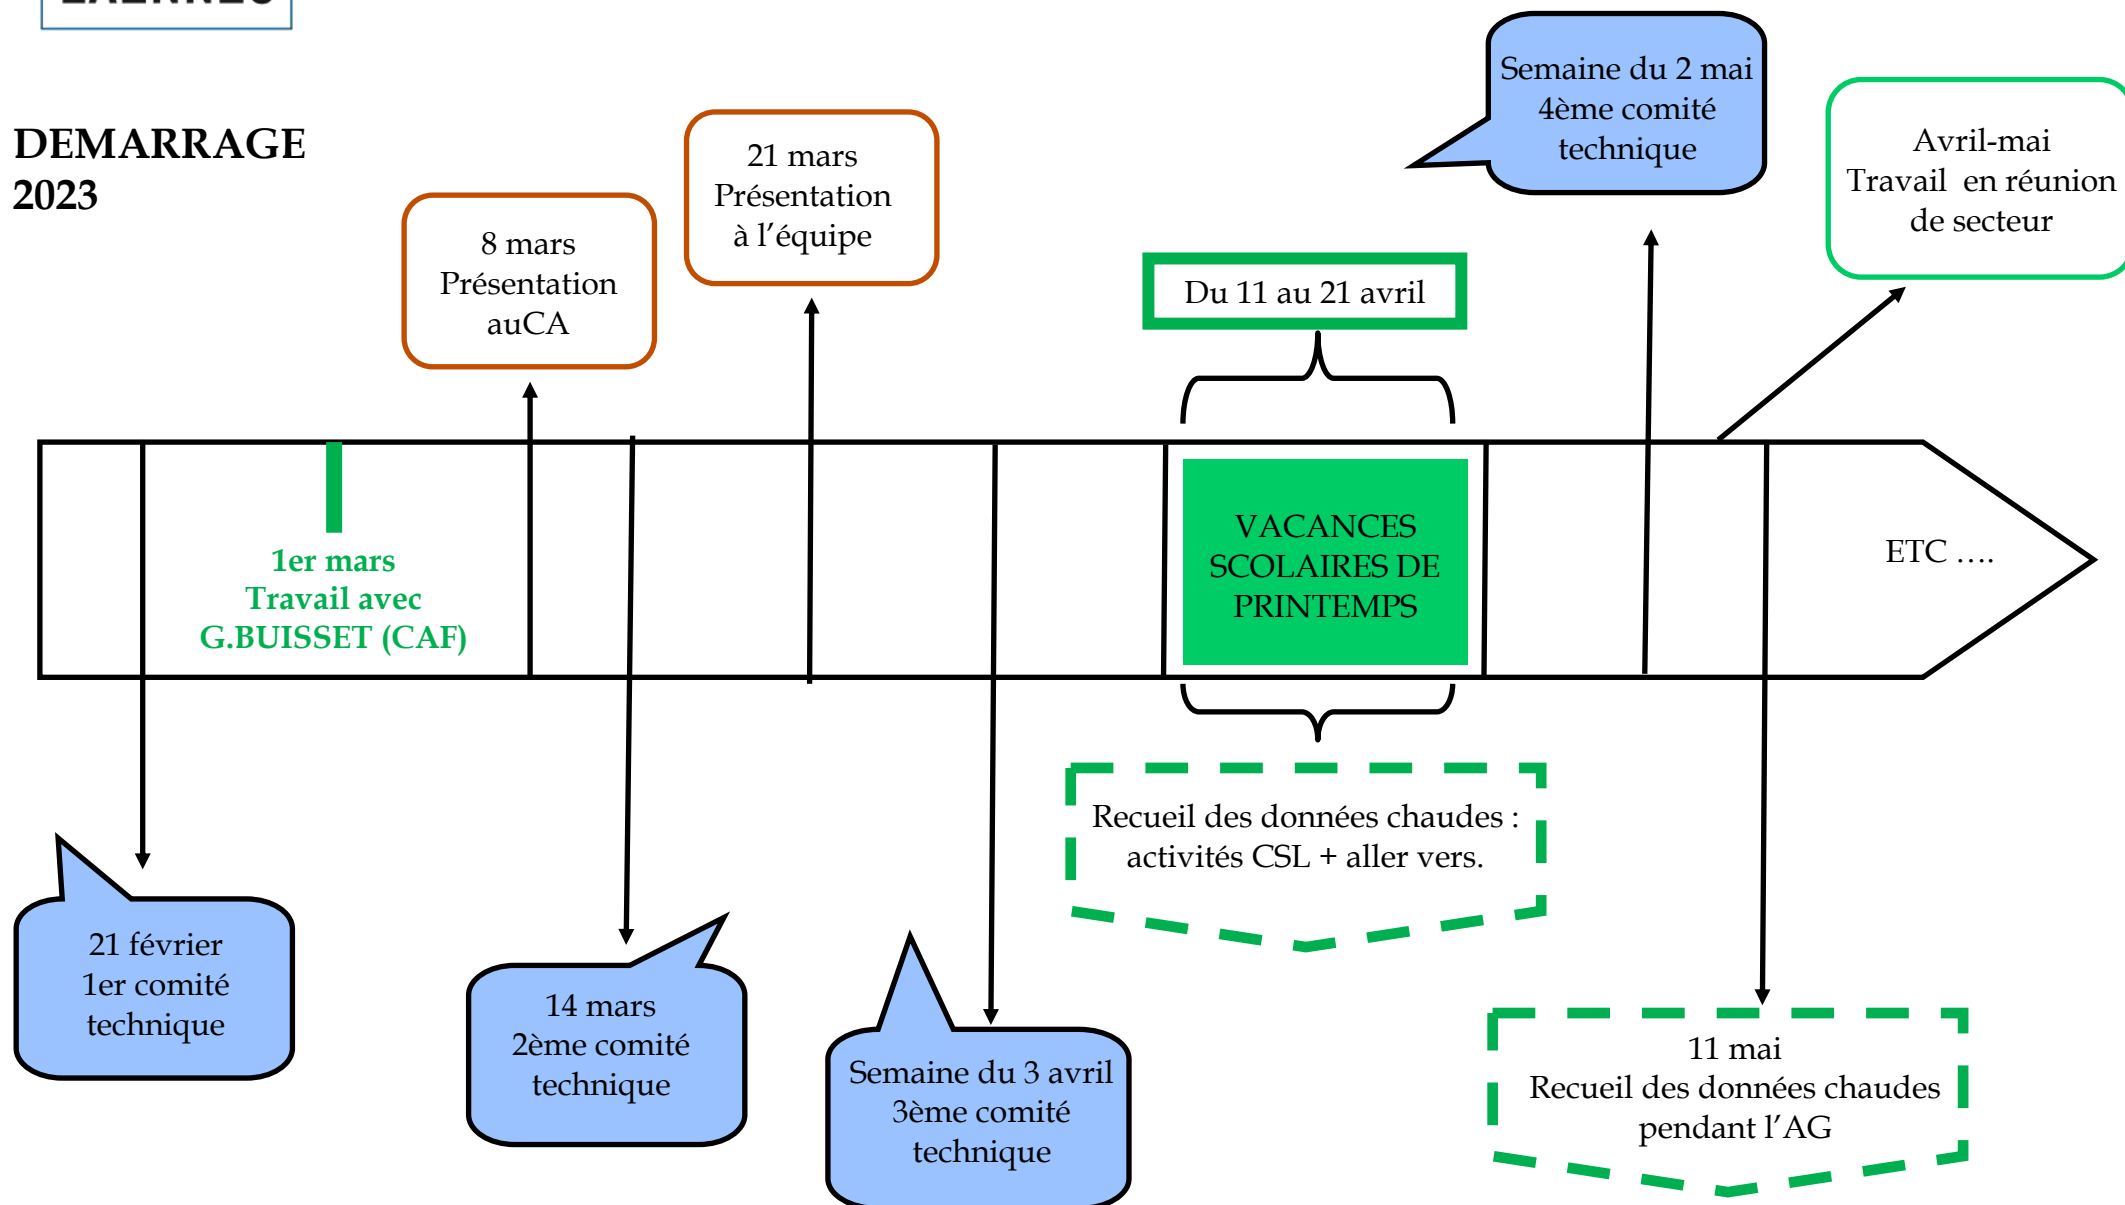 DEMARRAGE
2023
8 mars
Présentation
auCA
21 mars
Présentation
à l’équipe
Du 11 au 21 avril
Semaine du 2 mai
4ème comité
technique
Avril-mai
Travail  en réunion
de secteur
1er mars
Travail avec
G.BUISSET (CAF)
VACANCES
SCOLAIRES DE
PRINTEMPS
ETC ….
21 février
1er comité
technique
14 mars
2ème comité
technique
Semaine du 3 avril
3ème comité
technique
Recueil des données chaudes :
activités CSL + aller vers.
11 mai
Recueil des données chaudes
pendant l’AG